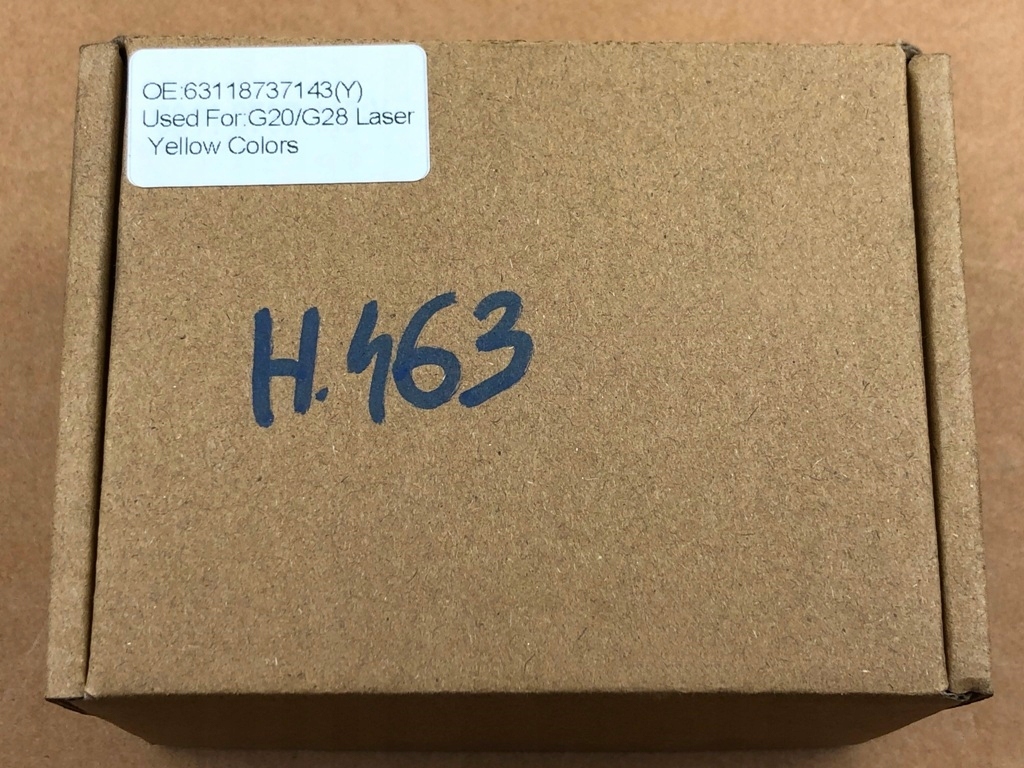 OE:63118737143(Y)
Used For:G20/G28 Laser
Yellow Colors
H.463